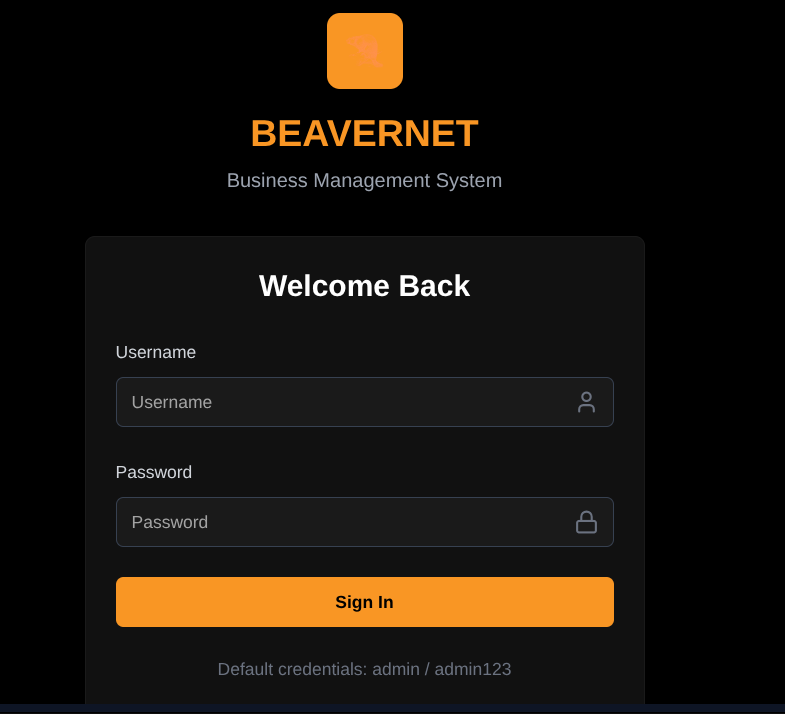 BEAVERNET
Business Management System
Welcome Back
Username
Username
Password
Password
Sign In
Default credentials: admin / admin123